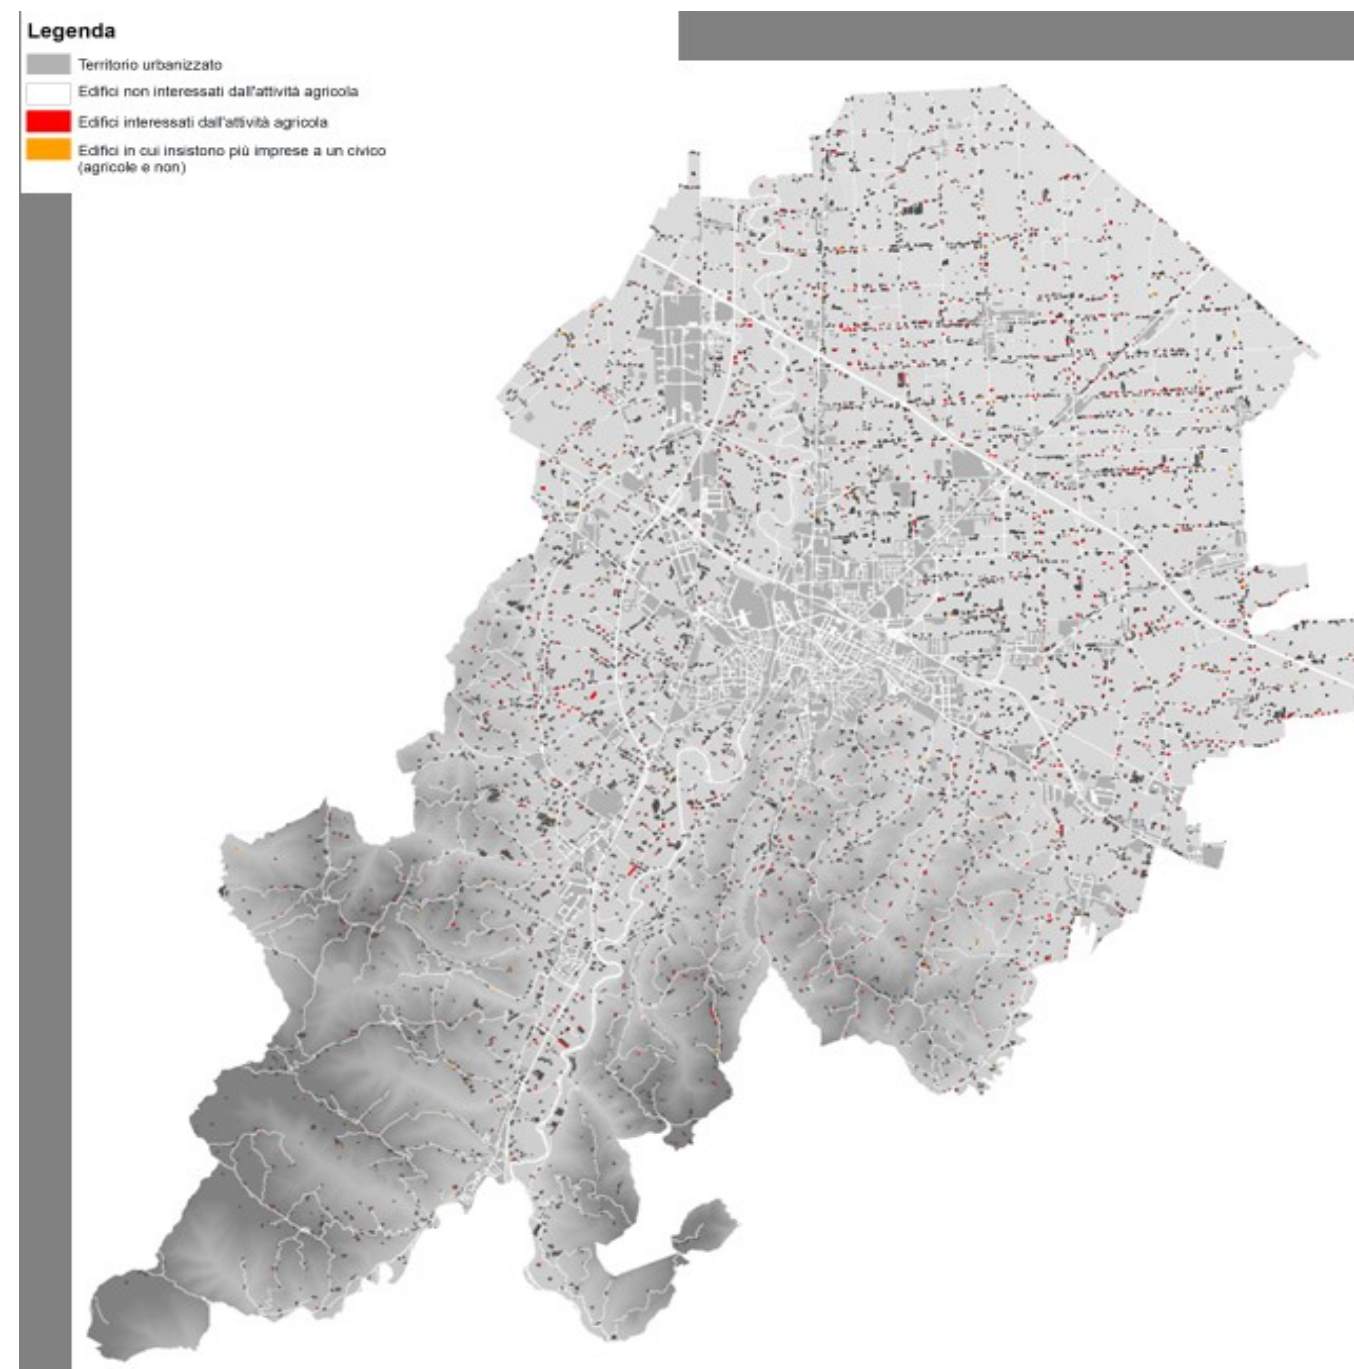 Legenda
Territorio urbanizzato
Edifici non interessati dall'attività agricola
Edifici interessati dall'attività agricola
Edifici in cui insistono più imprese a un civico
(agricole e non)